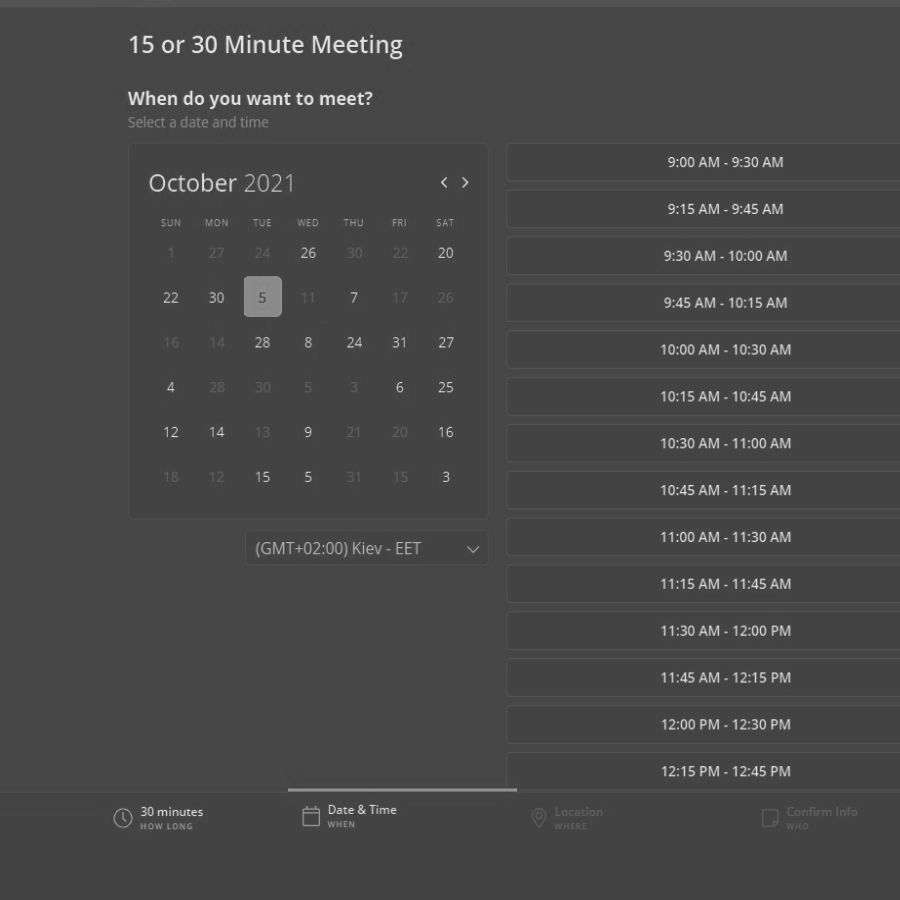 15 or 30 Minute Meeting
When do you want to meet?
Select a date and time
October 2021
SUN MON TUE WED THU FRI SAT
1 27 24 26 30 22 20
22 30 5 11 7 17 26
16 14 28 8 24 31 27
4 28 30 5 3 6 25
12 14 13 9 21 20 16
18 12 15 5 31 15 3
(GMT+02:00) Kiev - EET
9:00 AM - 9:30 AM
9:15 AM - 9:45 AM
9:30 AM - 10:00 AM
9:45 AM - 10:15 AM
10:00 AM - 10:30 AM
10:15 AM - 10:45 AM
10:30 AM - 11:00 AM
10:45 AM - 11:15 AM
11:00 AM - 11:30 AM
11:15 AM - 11:45 AM
11:30 AM - 12:00 PM
11:45 AM - 12:15 PM
12:00 PM - 12:30 PM
12:15 PM - 12:45 PM
30 minutes
HOW LONG
Date & Time
WHEN
Location
WHERE
Confirm Info
WHO